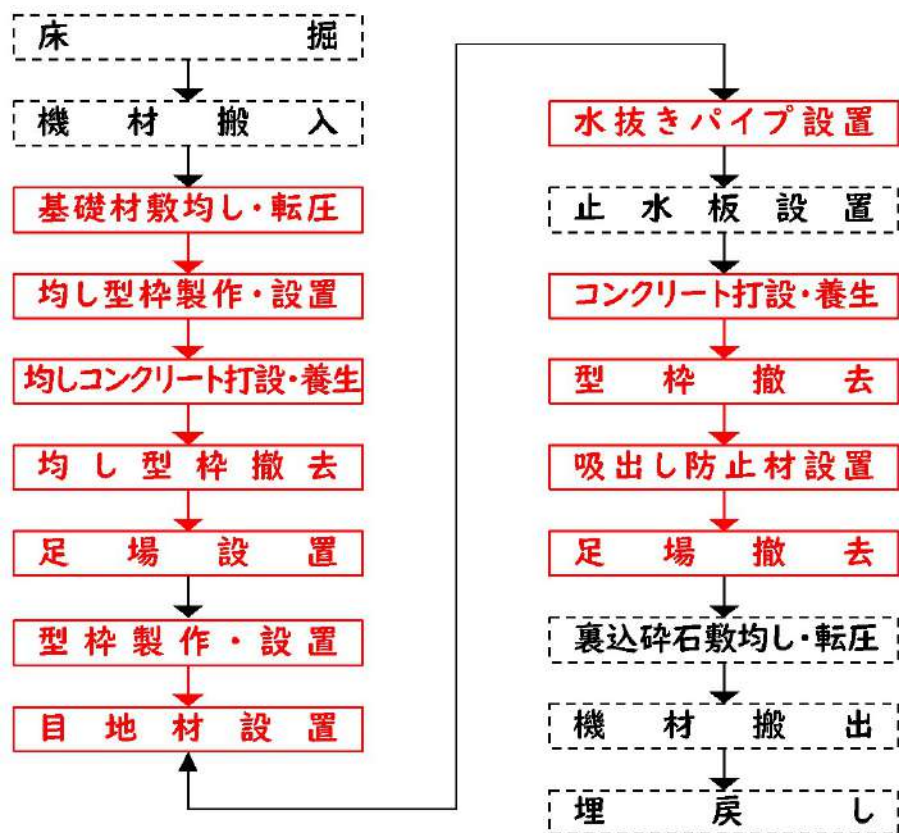 床掘
機材搬入
基礎材敷均し・転圧
均し型枠製作・設置
均しコンクリート打設・養生
均し型枠撤去
足場設置
型枠製作・設置
目地材設置
水抜きパイプ設置
止水板設置
コンクリート打設・養生
型枠撤去
吸出し防止材設置
足場撤去
裏込砕石敷均し・転圧
機材搬出
埋戻し